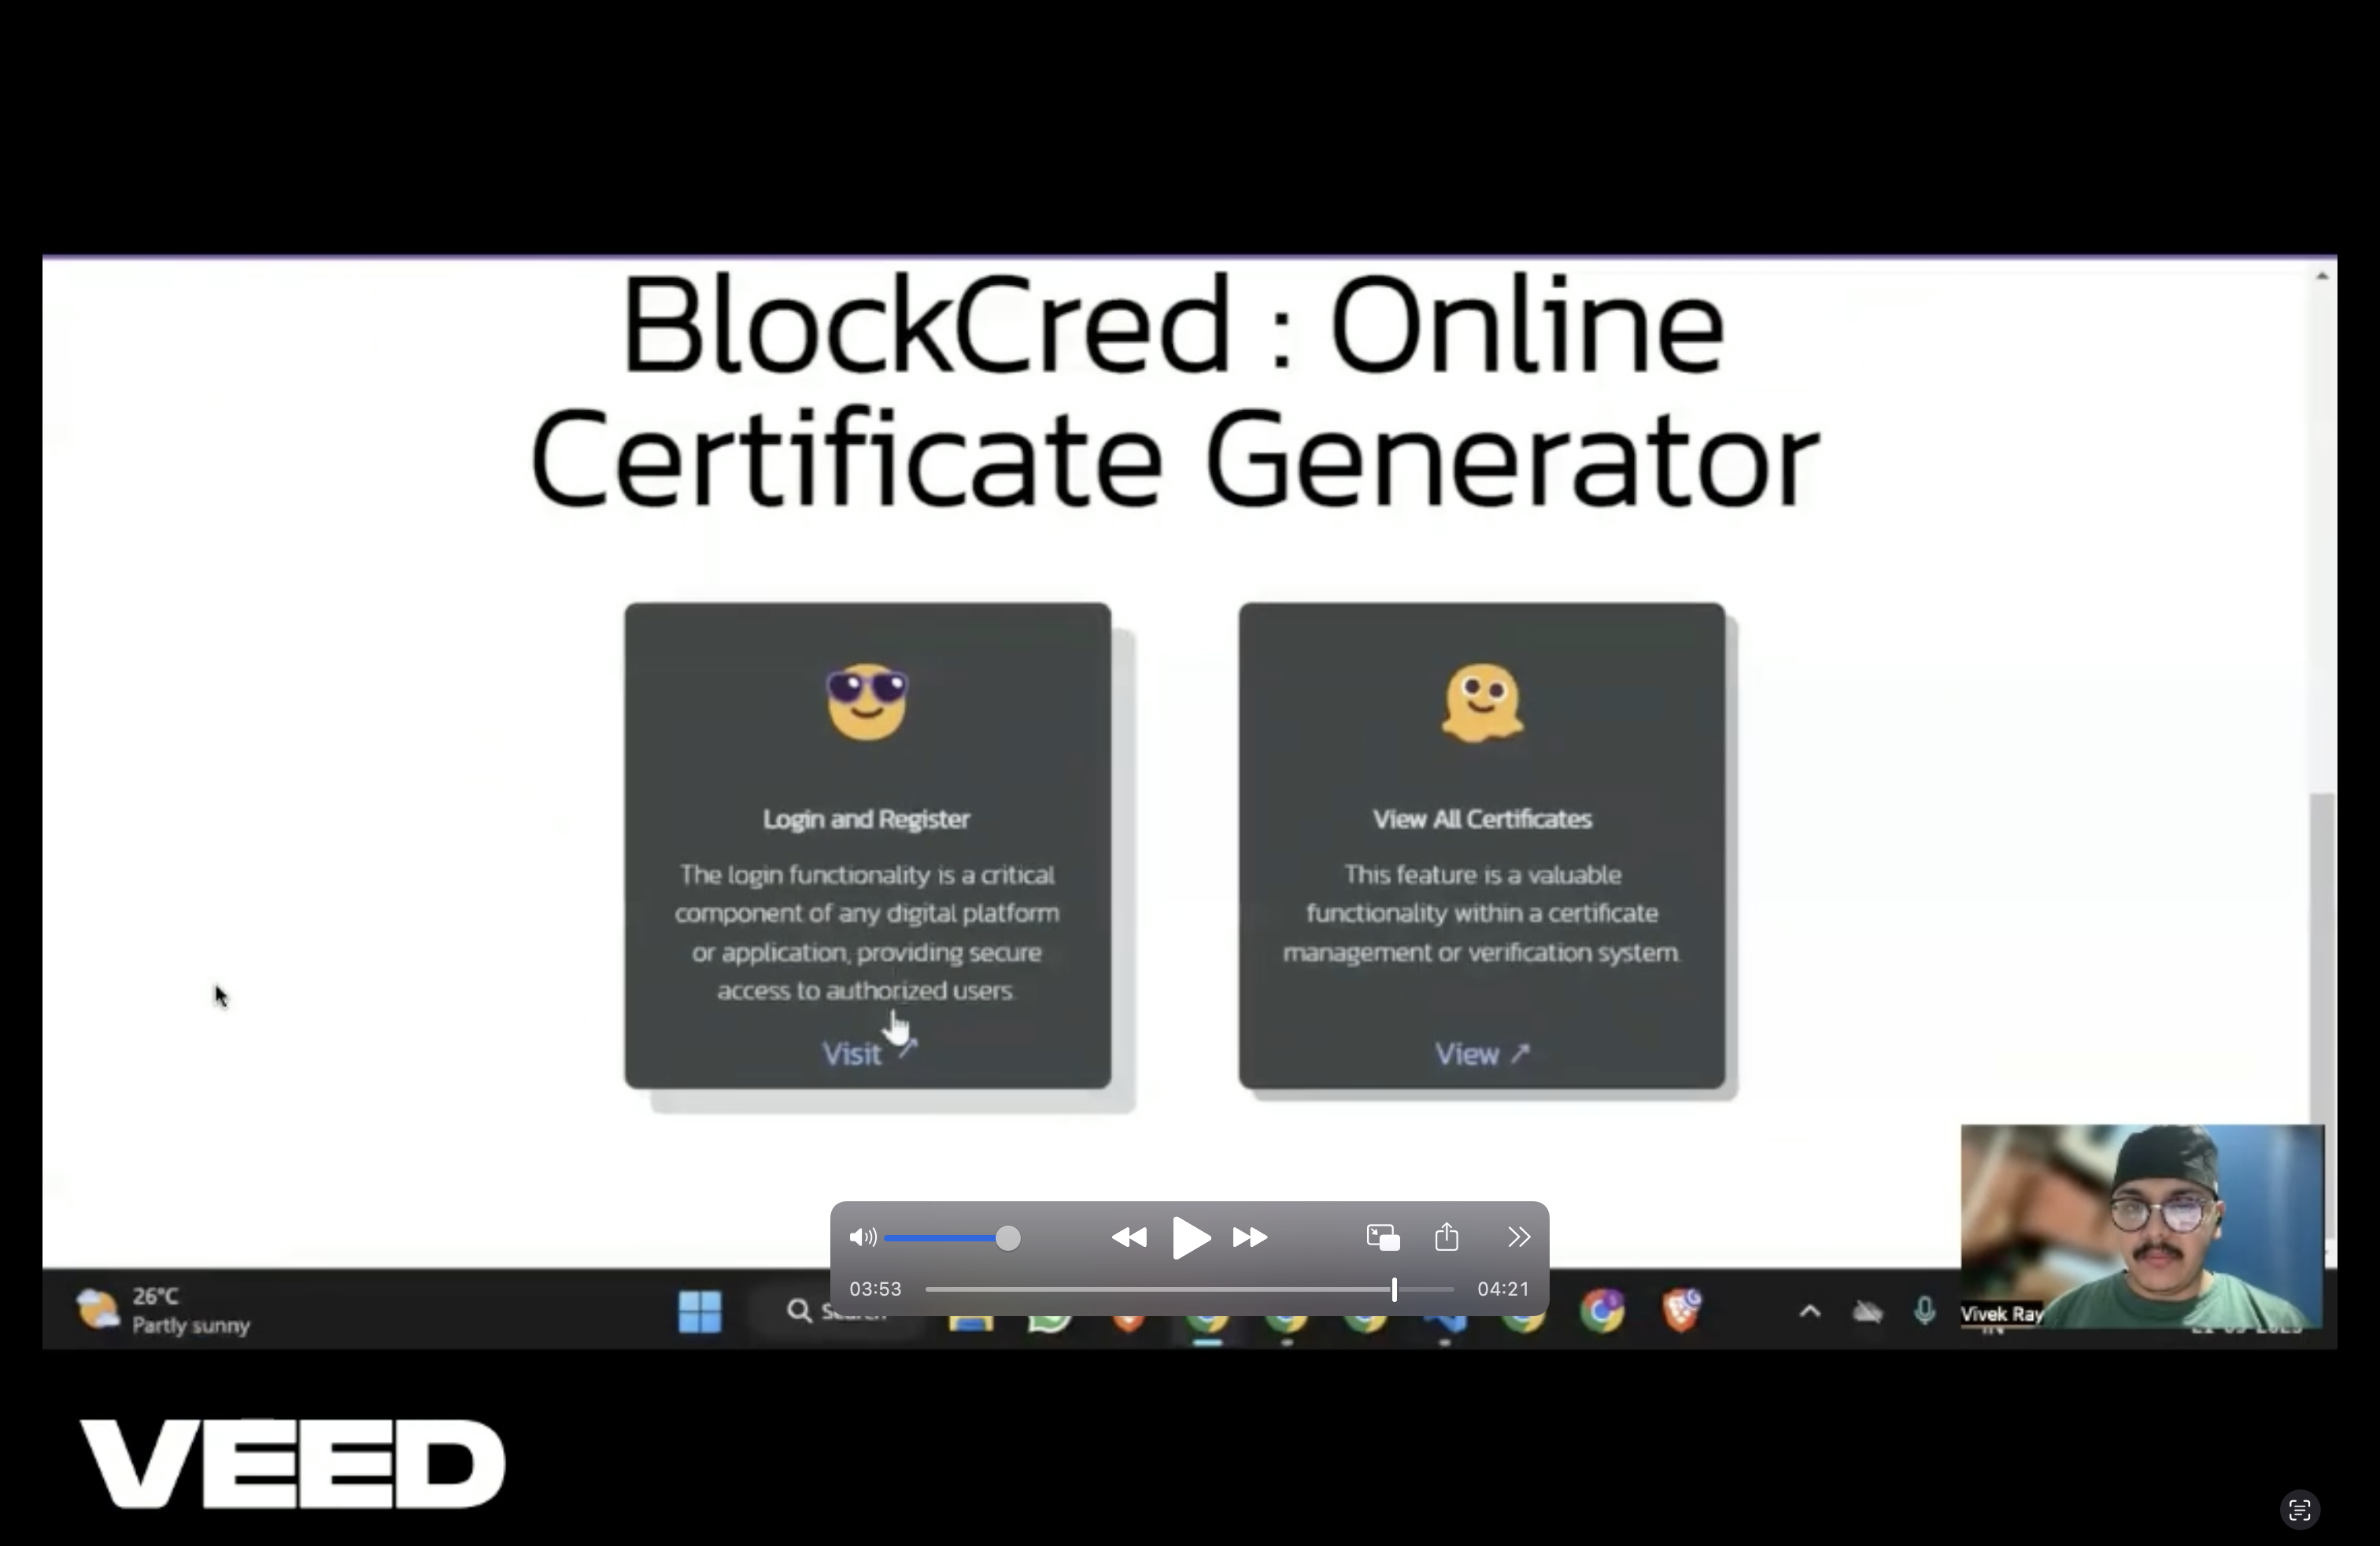 BlockCred : Online
Certificate Generator
Login and Register
The login functionality is a critical
component of any digital platform
or application, providing secure
access to authorized users.
Visit ↗
View All Certificates
This feature is a valuable
functionality within a certificate
management or verification system.
View ↗
03:53
04:21
26°C
Partly sunny
Search
Vivek Ray
IN
VEED